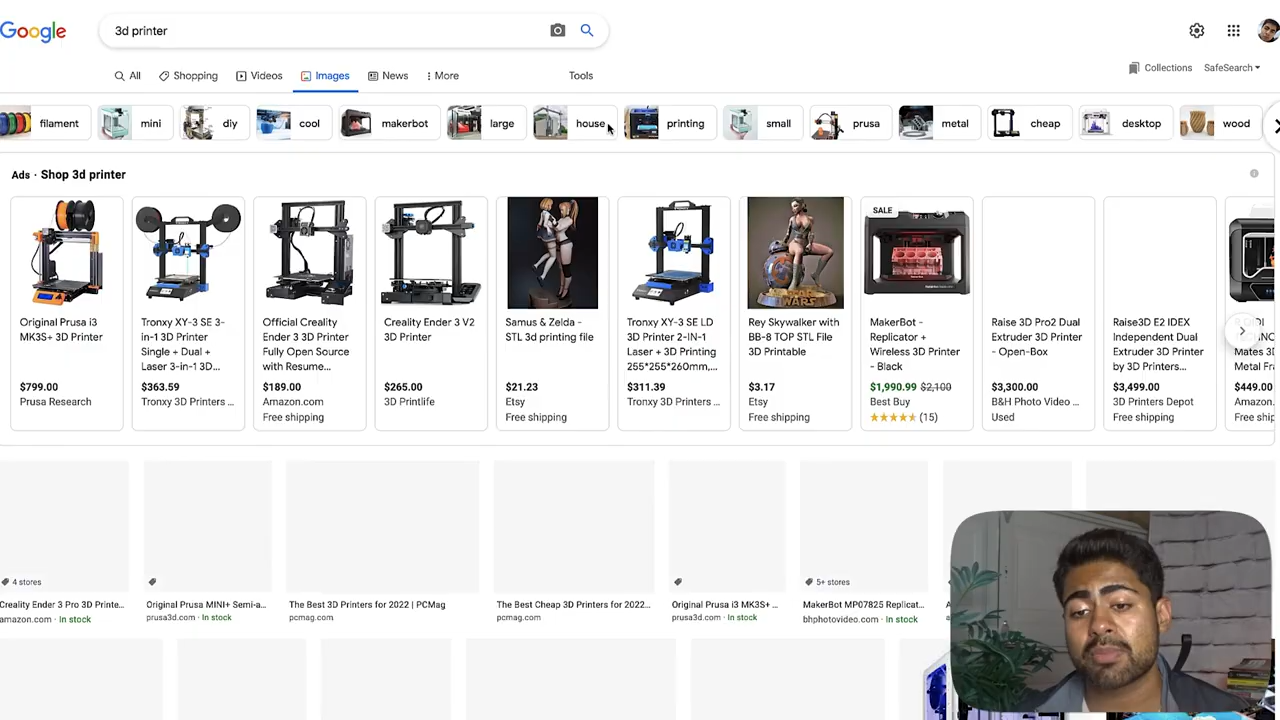 Google
3d printer
All
Shopping
Videos
Images
News
More
Tools
Collections
SafeSearch
filament
mini
diy
cool
makerbot
large
house
printing
small
prusa
metal
cheap
desktop
wood
Ads · Shop 3d printer
Original Prusa i3
MK3S+ 3D Printer
$799.00
Prusa Research
Tronxy XY-3 SE 3-
in-1 3D Printer
Single + Dual +
Laser 3-in-1 3D...
$363.59
Tronxy 3D Printers ...
Official Creality
Ender 3 3D Printer
Fully Open Source
with Resume...
$189.00
Amazon.com
Free shipping
Creality Ender 3 V2
3D Printer
$265.00
3D Printlife
Samus & Zelda -
STL 3d printing file
$21.23
Etsy
Free shipping
Tronxy XY-3 SE LD
3D Printer 2-IN-1
Laser + 3D Printing
255*255*260mm,...
$311.39
Tronxy 3D Printers ...
STAR
WARS
Rey Skywalker with
BB-8 TOP STL File
3D Printable
$3.17
Etsy
Free shipping
SALE
MakerBot -
Replicator +
Wireless 3D Printer
- Black
$1,990.99 $2,100
Best Buy
(15)
Raise 3D Pro2 Dual
Extruder 3D Printer
- Open-Box
$3,300.00
B&H Photo Video ...
Used
Raise3D E2 IDEX
Independent Dual
Extruder 3D Printer
by 3D Printers...
$3,499.00
3D Printers Depot
Free shipping
Mates 3D
Metal Fra
$449.00
Amazon.
Free ship
4 stores
Creality Ender 3 Pro 3D Printe...
amazon.com · In stock
Original Prusa MINI+ Semi-a...
prusa3d.com · In stock
The Best 3D Printers for 2022 | PCMag
pcmag.com
The Best Cheap 3D Printers for 2022...
pcmag.com
Original Prusa i3 MK3S+ ...
prusa3d.com · In stock
5+ stores
MakerBot MP07825 Replicat...
bhphotovideo.com · In stock